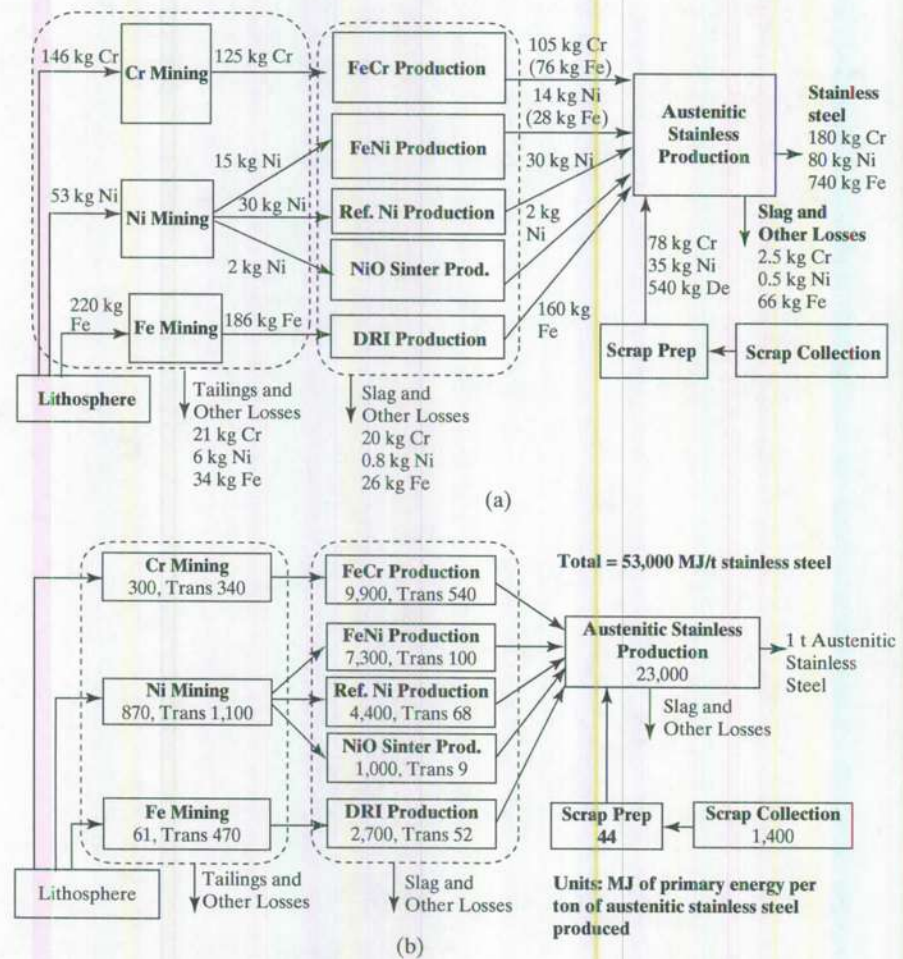 146 kg Cr
Cr Mining
125 kg Cr
FeCr Production
105 kg Cr
(76 kg Fe)
14 kg Ni
(28 kg Fe)
Austenitic
Stainless
Production
Stainless
steel
180 kg Cr
80 kg Ni
740 kg Fe
15 kg Ni
FeNi Production
30 kg Ni
53 kg Ni
Ni Mining
30 kg Ni
Ref. Ni Production
2 kg
Ni
2 kg Ni
NiO Sinter Prod.
78 kg Cr
35 kg Ni
540 kg De
Slag and
Other Losses
2.5 kg Cr
0.5 kg Ni
66 kg Fe
220 kg
Fe
Fe Mining
186 kg Fe
DRI Production
160 kg
Fe
Scrap Prep
Scrap Collection
Lithosphere
Tailings and
Other Losses
21 kg Cr
6 kg Ni
34 kg Fe
Slag and
Other Losses
20 kg Cr
0.8 kg Ni
26 kg Fe
(a)
Cr Mining
300, Trans 340
FeCr Production
9,900, Trans 540
Total = 53,000 MJ/t stainless steel
FeNi Production
7,300, Trans 100
Austenitic Stainless
Production
23,000
1 t Austenitic
Stainless
Steel
Ni Mining
870, Trans 1,100
Ref. Ni Production
4,400, Trans 68
Slag and
Other Losses
NiO Sinter Prod.
1,000, Trans 9
Fe Mining
61, Trans 470
DRI Production
2,700, Trans 52
Scrap Prep
44
Scrap Collection
1,400
Lithosphere
Tailings and
Other Losses
Slag and
Other Losses
Units: MJ of primary energy per
ton of austenitic stainless steel
produced
(b)